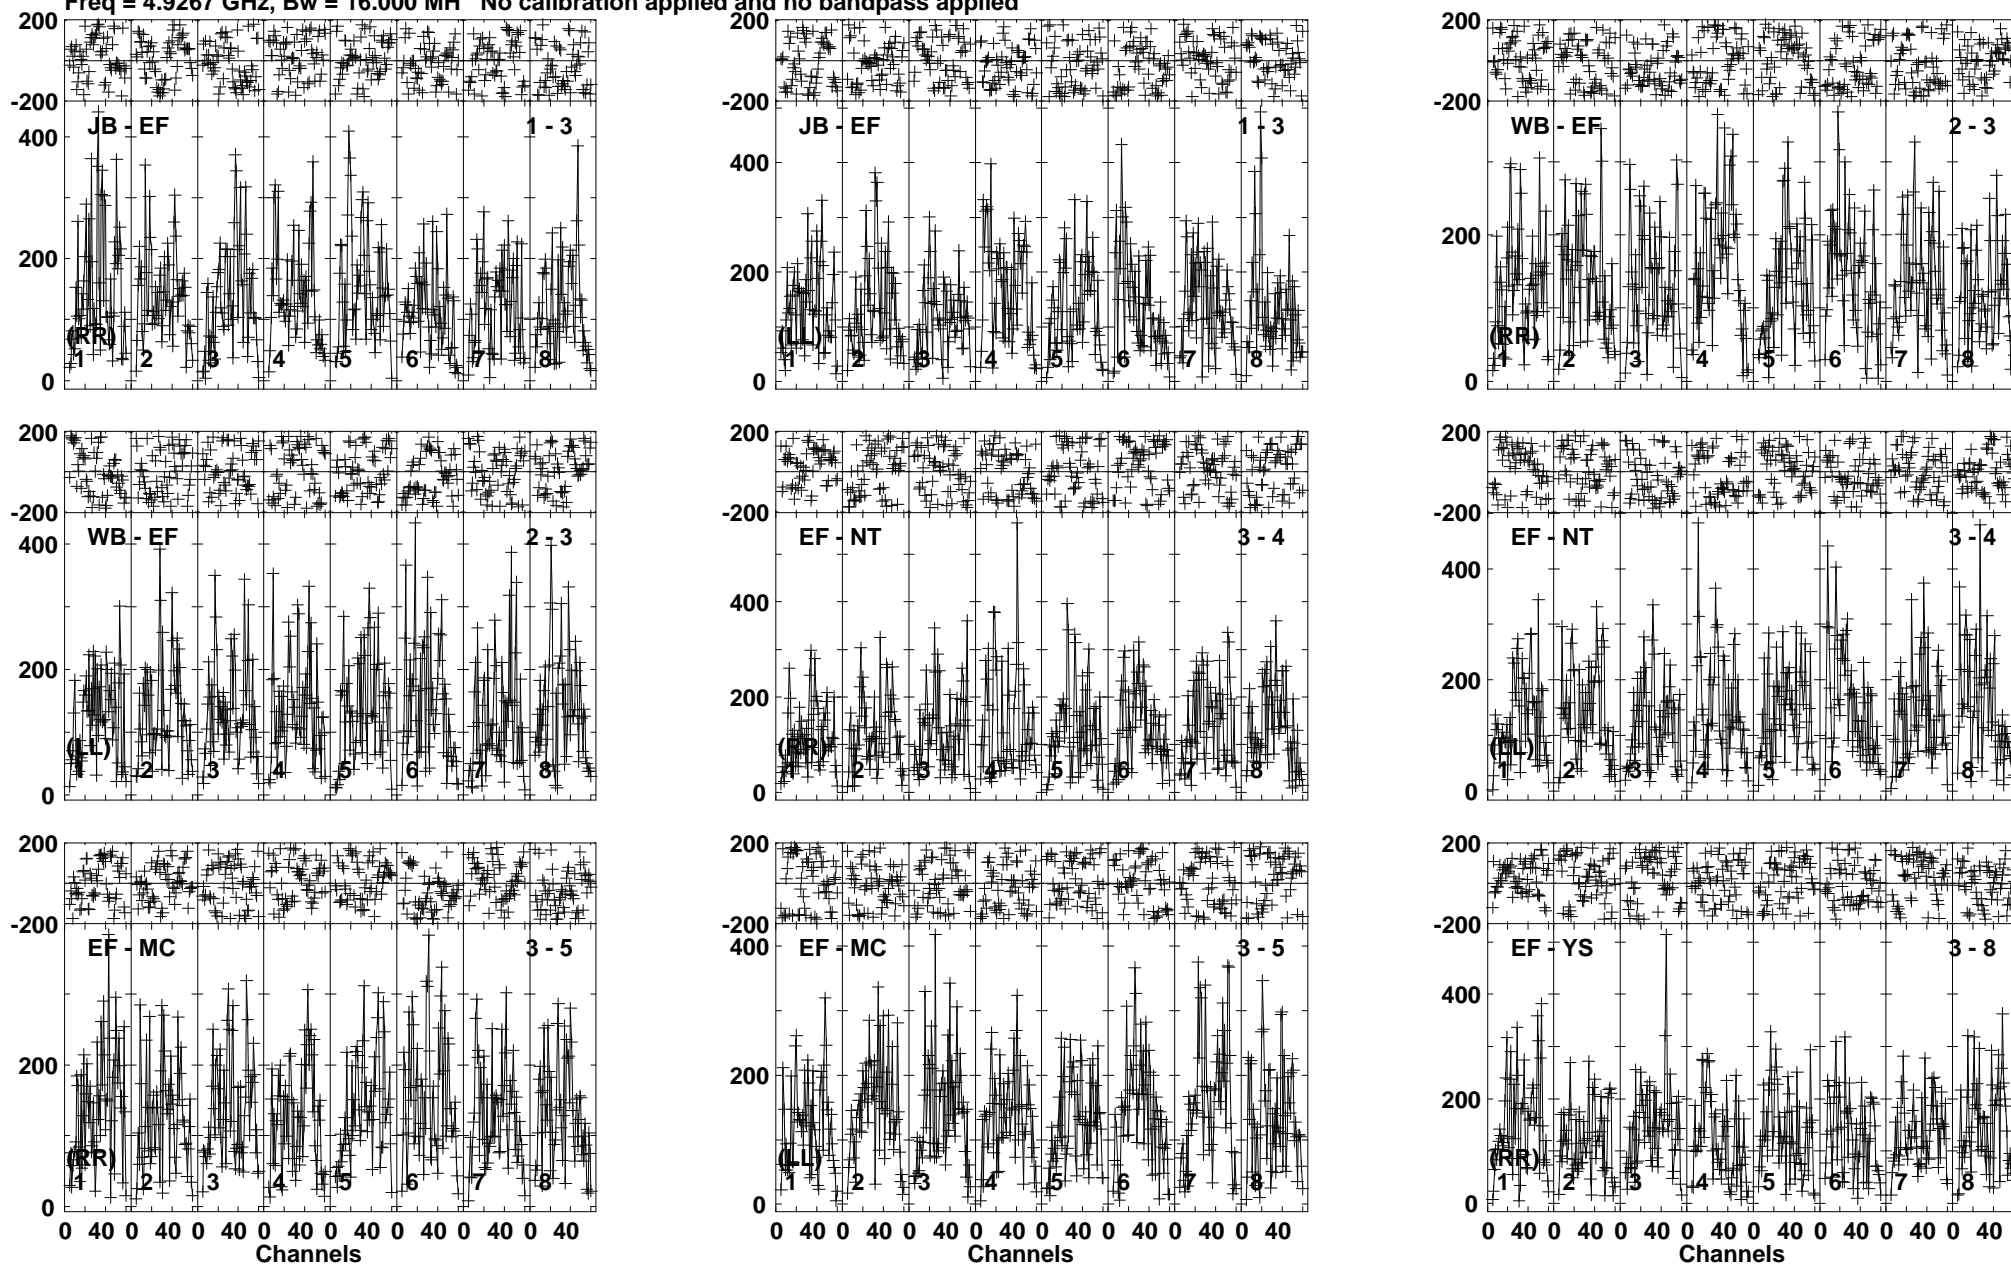 Freq = 4.9267 GHz, Bw = 16.000 MH No calibration applied and no bandpass applied
200 200 200
-200 -200 -200
JB - EF 1 - 3 JB - EF 1 - 3 WB - EF 2 - 3
400 400
200 200 200
(RR) (LL) (RR)
1 2 3 4 5 6 7 8 1 2 3 4 5 6 7 8 1 2 3 4 5 6 7 8
0 0 0
200 200 200
-200 -200 -200
WB - EF 2 - 3 EF - NT 3 - 4 EF - NT 3 - 4
400 400 400
200 200 200
(LL) (RR) (LL)
1 2 3 4 5 6 7 8 1 2 3 4 5 6 7 8 1 2 3 4 5 6 7 8
0 0 0
200 200 200
-200 -200 -200
EF - MC 3 - 5 EF - MC 3 - 5 EF - YS 3 - 8
400 400
200 200 200
(RR) (LL) (RR)
1 2 3 4 5 6 7 8 1 2 3 4 5 6 7 8 1 2 3 4 5 6 7 8
0 0 0
0 40 0 40 0 40 0 40 0 40 0 40 0 40 0 40 0 40 0 40 0 40 0 40 0 40 0 40 0 40 0 40 0 40 0 40 0 40 0 40 0 40 0 40 0 40 0 40
Channels Channels Channels